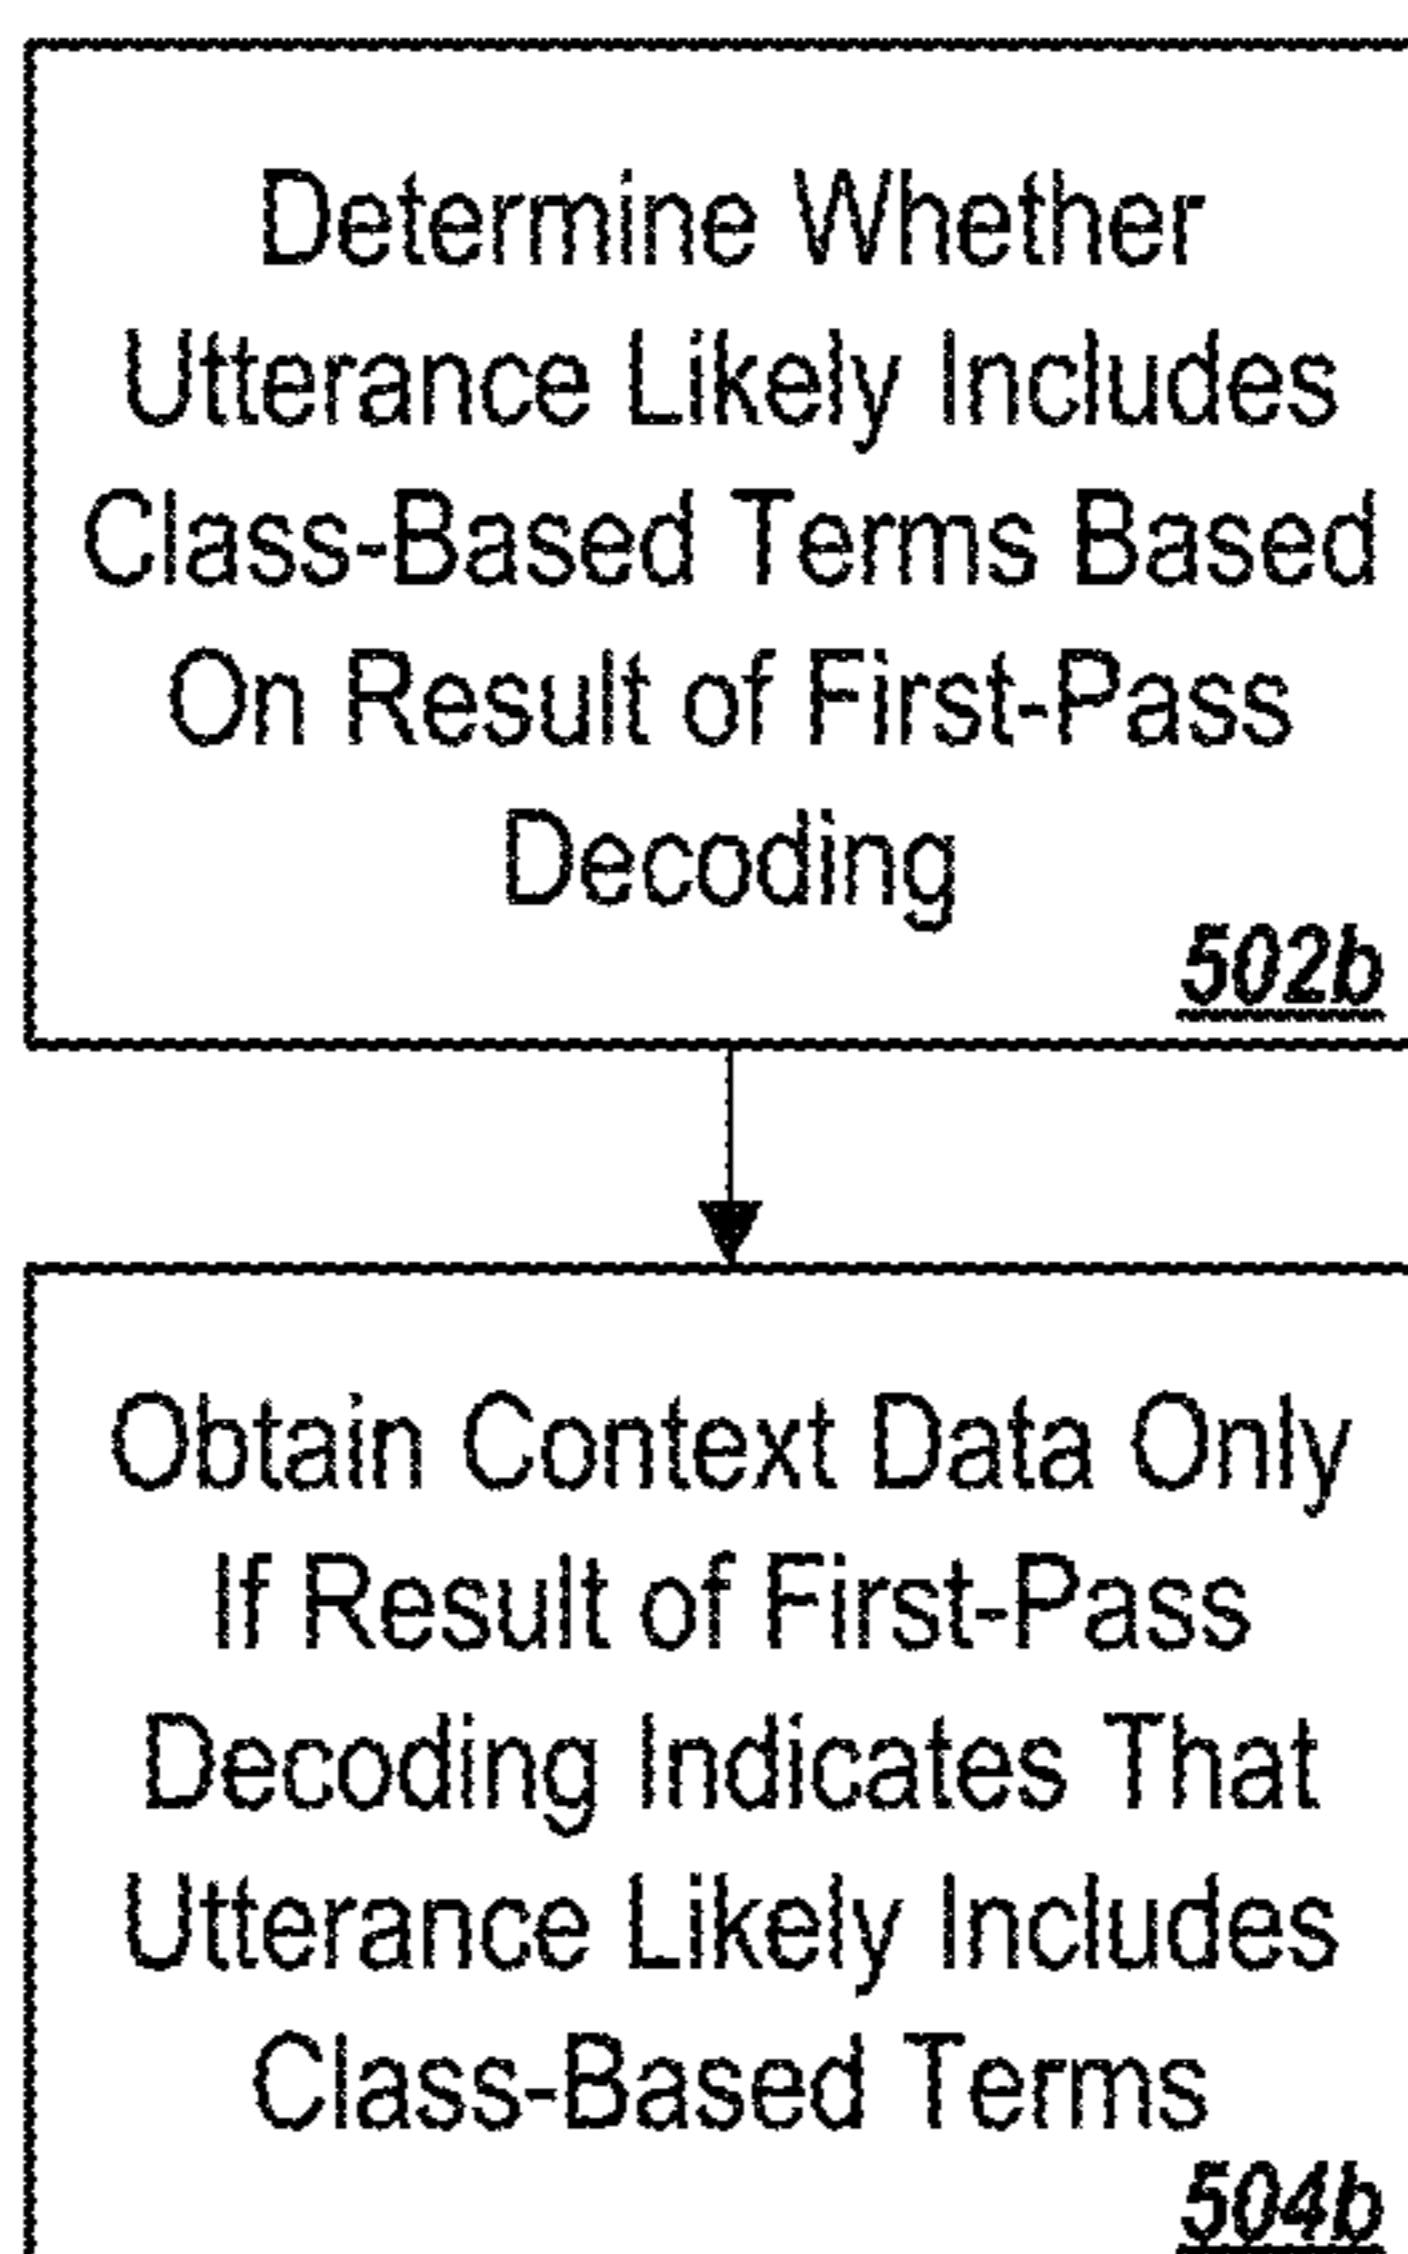 Determine Whether
Utterance Likely Includes
Class-Based Terms Based
On Result of First-Pass
Decoding
502b
Obtain Context Data Only
If Result of First-Pass
Decoding Indicates That
Utterance Likely Includes
Class-Based Terms
504b